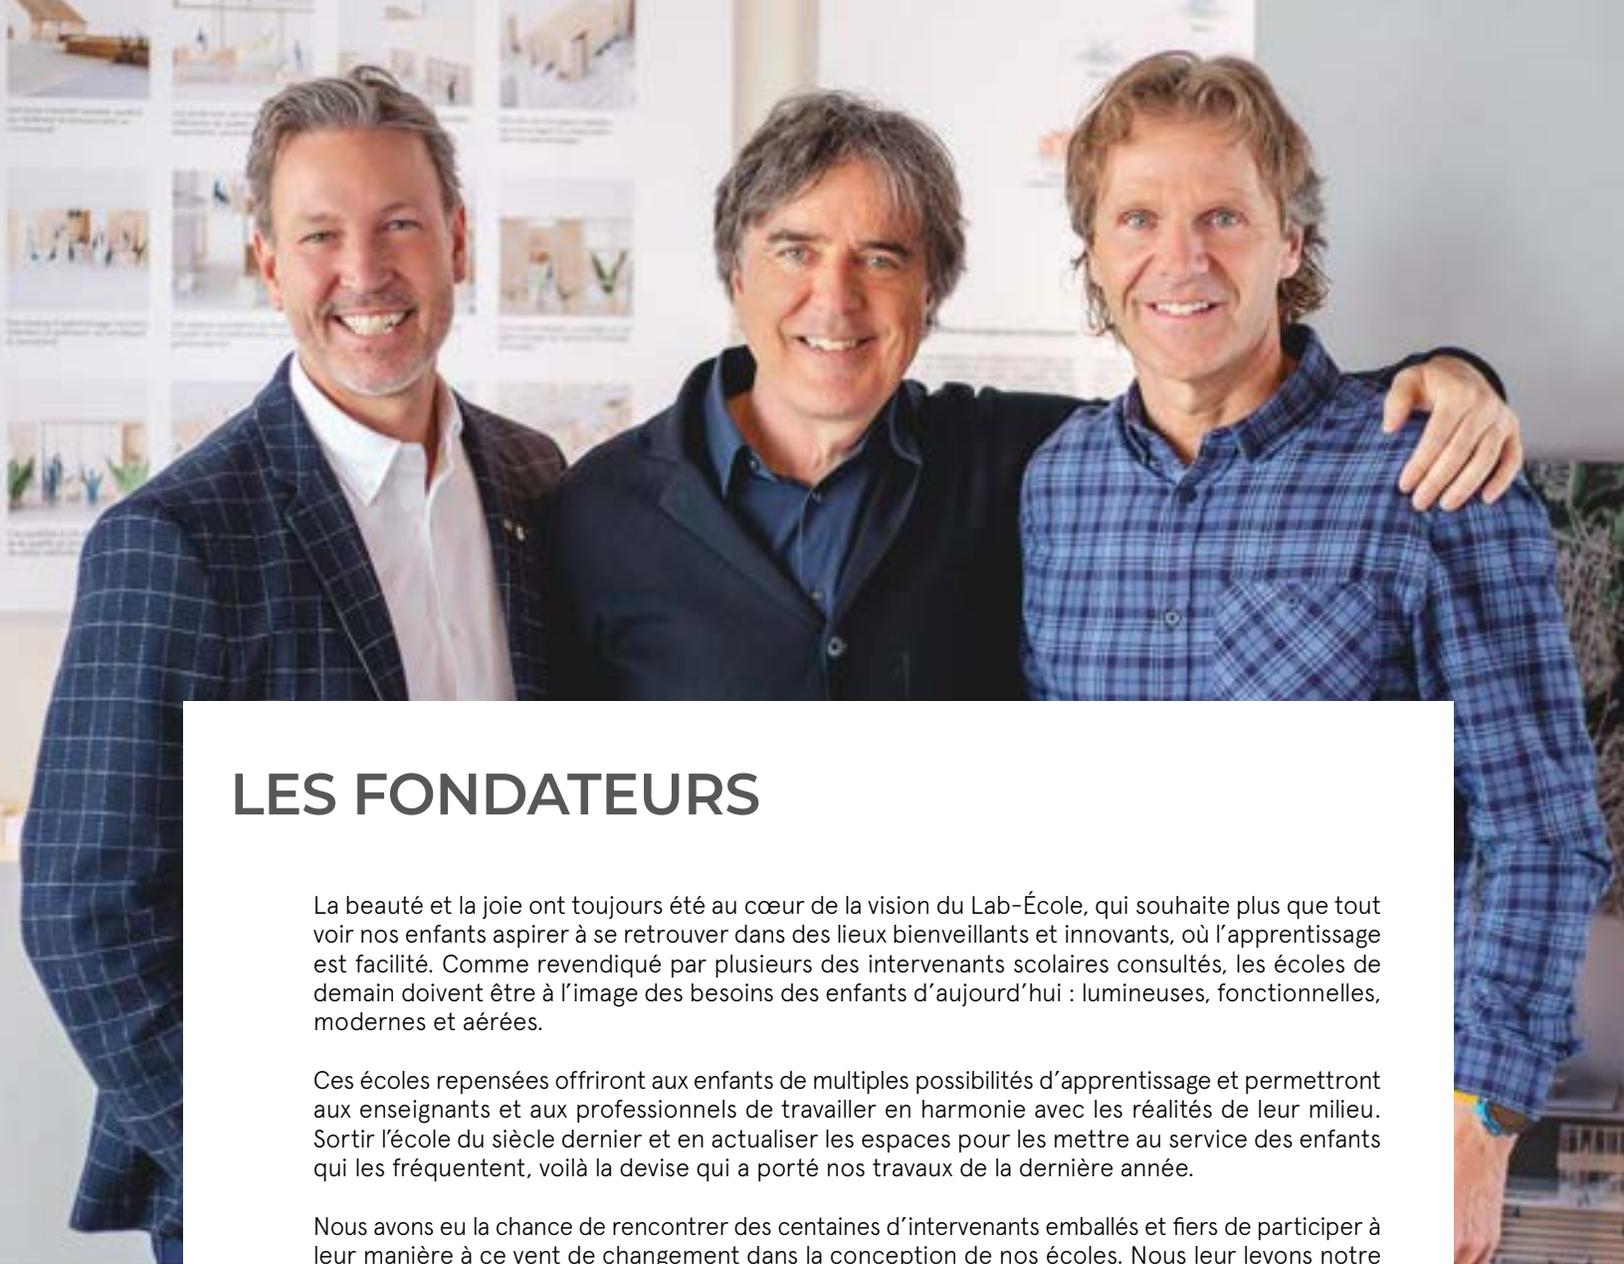 LES FONDATEURS
La beauté et la joie ont toujours été au cœur de la vision du Lab-École, qui souhaite plus que tout
voir nos enfants aspirer à se retrouver dans des lieux bienveillants et innovants, où l’apprentissage
est facilité. Comme revendiqué par plusieurs des intervenants scolaires consultés, les écoles de
demain doivent être à l’image des besoins des enfants d’aujourd’hui : lumineuses, fonctionnelles,
modernes et aérées.
Ces écoles repensées offriront aux enfants de multiples possibilités d’apprentissage et permettront
aux enseignants et aux professionnels de travailler en harmonie avec les réalités de leur milieu.
Sortir l’école du siècle dernier et en actualiser les espaces pour les mettre au service des enfants
qui les fréquentent, voilà la devise qui a porté nos travaux de la dernière année.
Nous avons eu la chance de rencontrer des centaines d’intervenants emballés et fiers de participer à
leur manière à ce vent de changement dans la conception de nos écoles. Nous leur levons notre